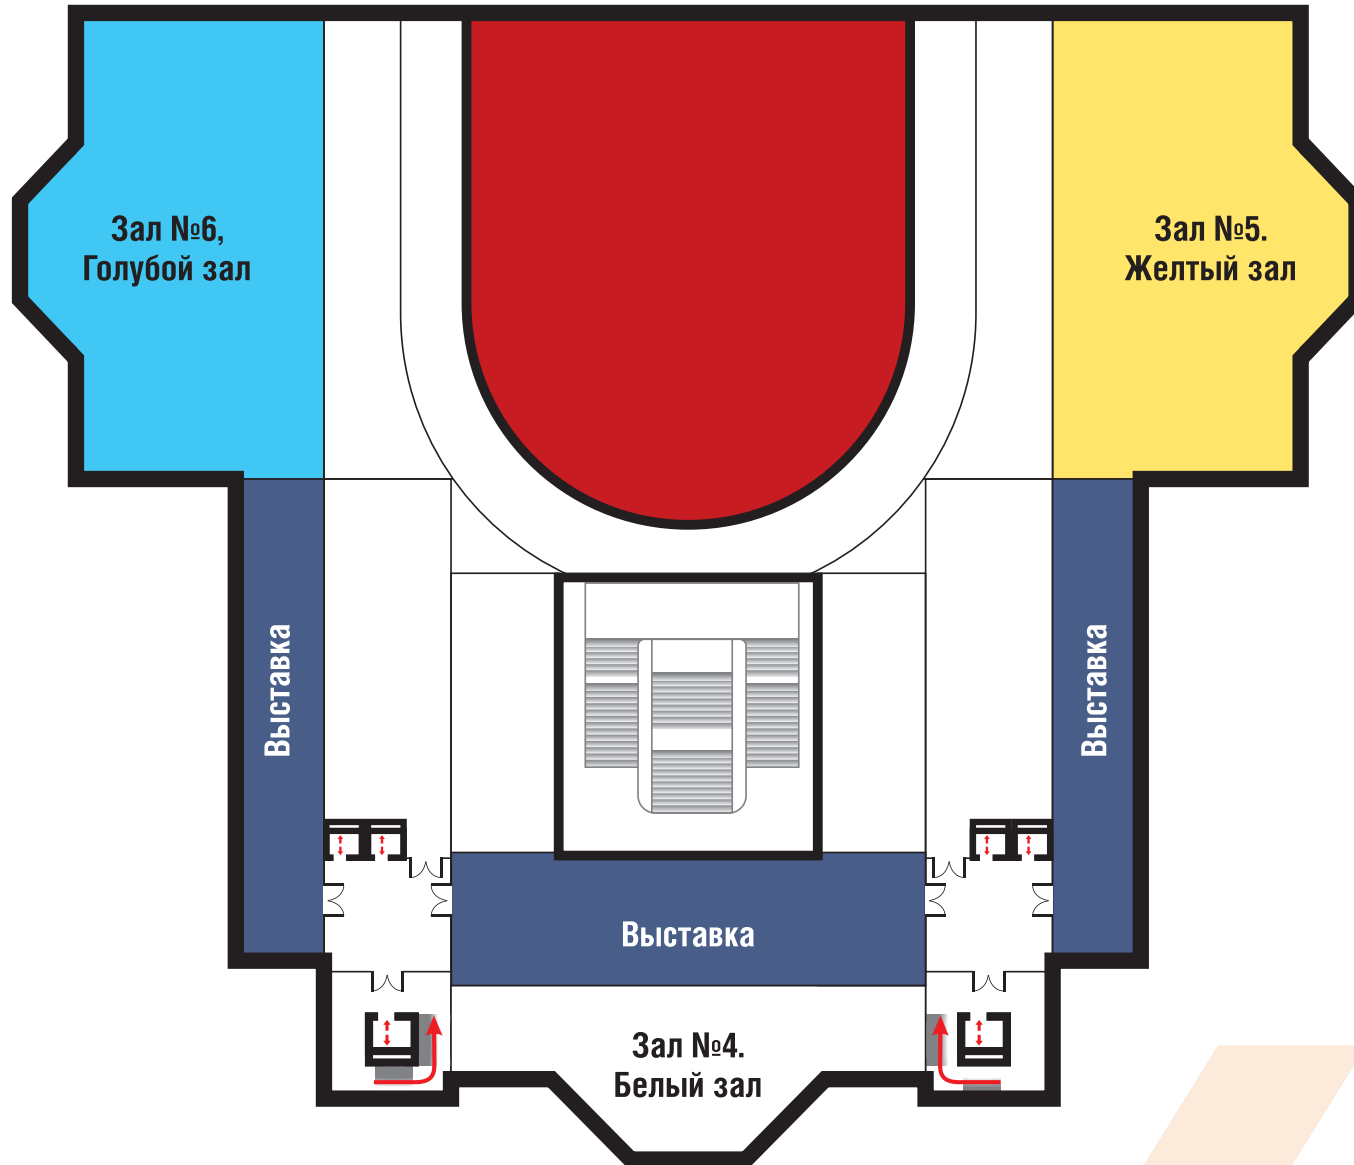 Зал №6,
Голубой зал
Зал №5.
Желтый зал
Выставка
Выставка
Выставка
Зал №4.
Белый зал